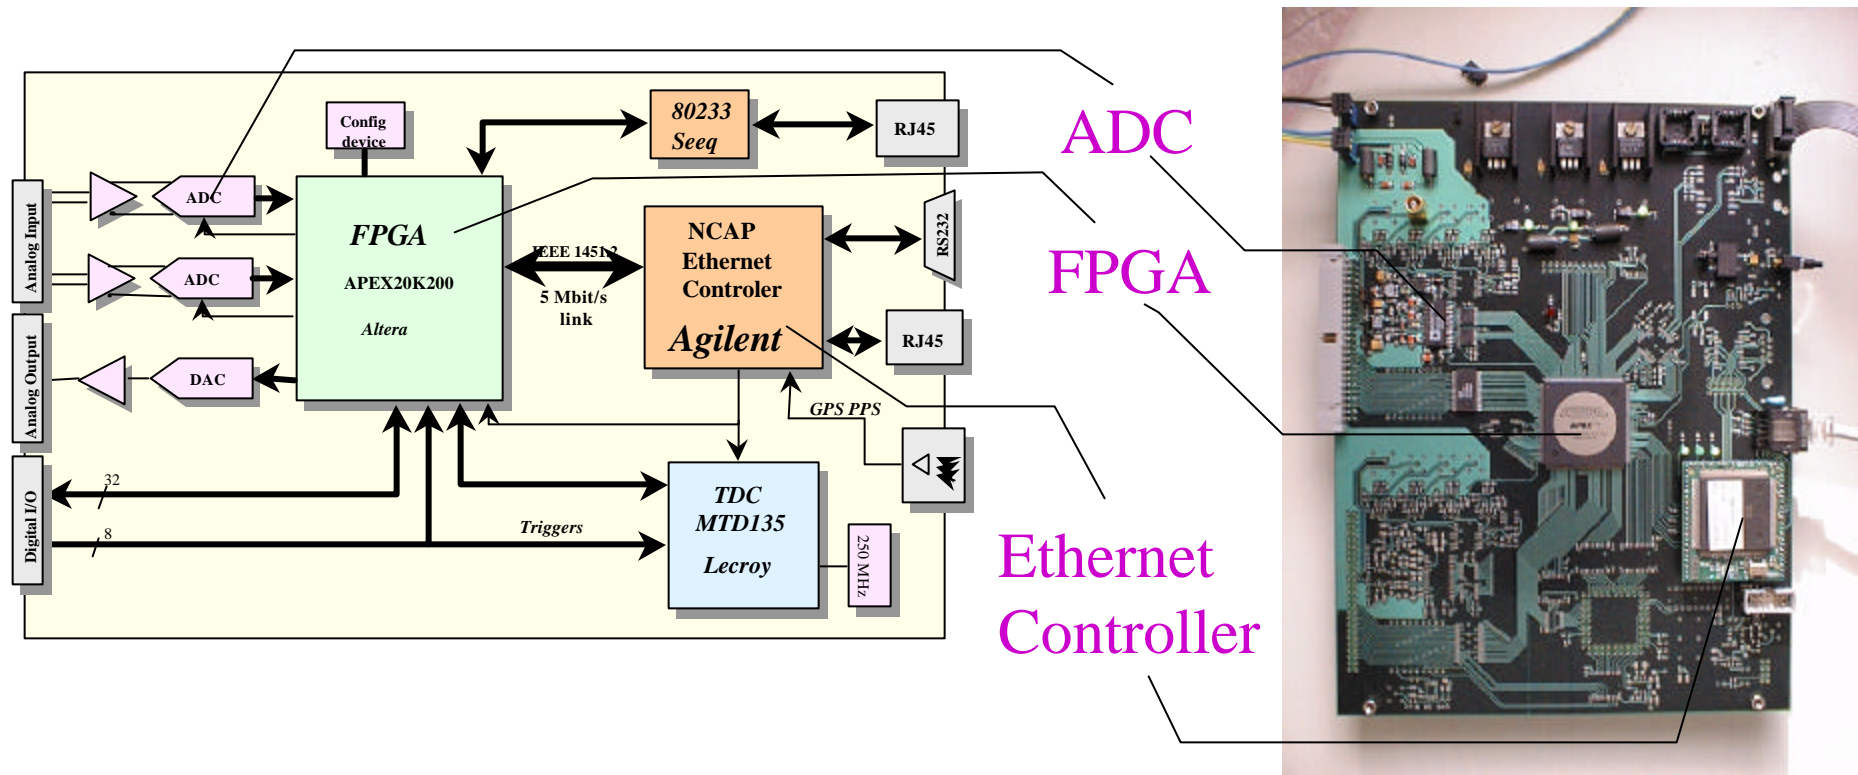 Config
device
80233
Seeq
RJ45
ADC
Analog Input
ADC
FPGA
APEX20K200
Altera
ADC
IEEE 1451.2
5 Mbit/s
link
NCAP
Ethernet
Controler
Agilent
RS232
FPGA
RJ45
Analog Output
DAC
GPS PPS
Digital I/O
32
8
Triggers
TDC
MTD135
Lecroy
250 MHz
Ethernet
Controller